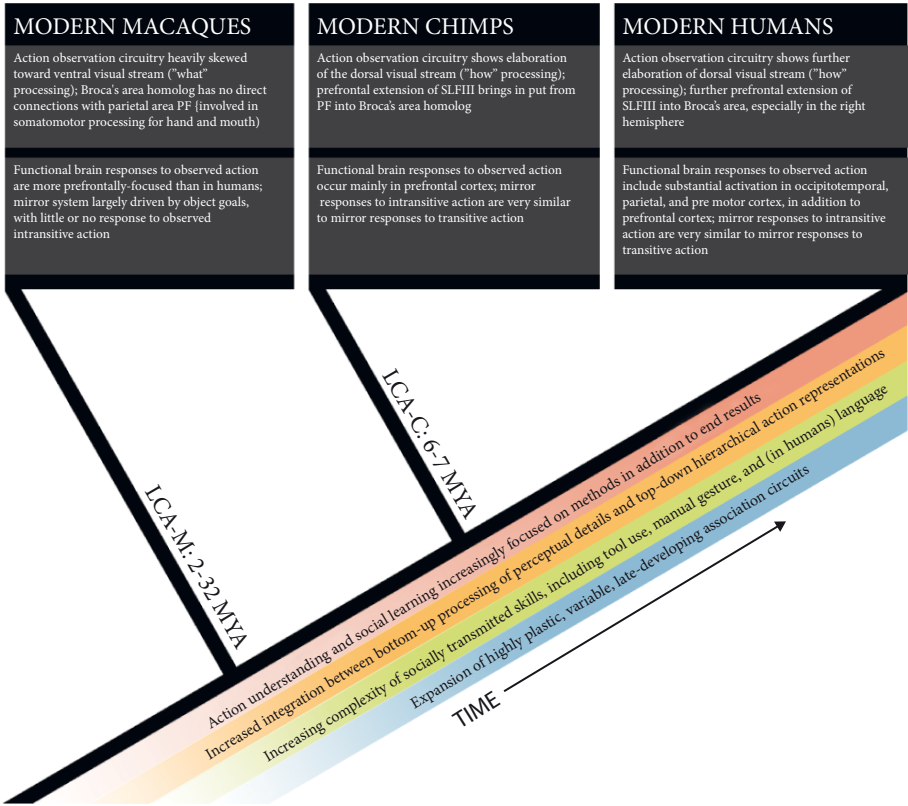 MODERN MACAQUES
Action observation circuitry heavily skewed
toward ventral visual stream ("what"
processing); Broca's area homolog has no direct
connections with parietal area PF {involved in
somatomotor processing for hand and mouth)
Functional brain responses to observed action
are more prefrontally-focused than in humans;
mirror system largely driven by object goals,
with little or no response to observed
intransitive action
MODERN CHIMPS
Action observation circuitry shows elaboration
of the dorsal visual stream ("how" processing);
prefrontal extension of SLFIII brings in put from
PF into Broca's area homolog
Functional brain responses to observed action
occur mainly in prefrontal cortex; mirror
responses to intransitive action are very similar
to mirror responses to transitive action
MODERN HUMANS
Action observation circuitry shows further
elaboration of dorsal visual stream ("how"
processing); further prefrontal extension of
SLFIII into Broca's area, especially in the right
hemisphere
Functional brain responses to observed action
include substantial activation in occipitotemporal,
parietal, and pre motor cortex, in addition to
prefrontal cortex; mirror responses to intransitive
action are very similar to mirror responses to
transitive action
LCA-M: 2-32 MYA
LCA-C: 6-7 MYA
Action understanding and social learning increasingly focused on methods in addition to end results
Increased integration between bottom-up processing of perceptual details and top-down hierarchical action representations
Increasing complexity of socially transmitted skills, including tool use, manual gesture, and (in humans) language
Expansion of highly plastic, variable, late-developing association circuits
TIME